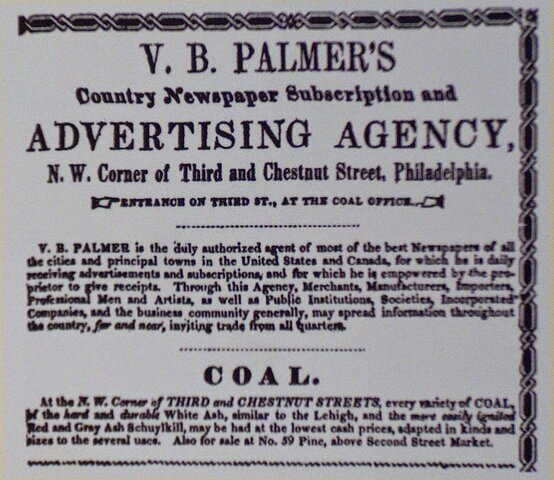 V. B. PALMER'S
Country Newspaper Subscription and
ADVERTISING AGENCY,
N. W. Corner of Third and Chestnut Street, Philadelphia.
ENTRANCE ON THIRD ST., AT THE COAL OFFICE.
V. B. PALMER is the duly authorized agent of most of the best Newspapers of all
the cities and principal towns in the United States and Canada, for which he is daily
receiving advertisements and subscriptions, and for which he is empowered by the pro-
prietor to give receipts. Through this Agency, Merchants, Manufacturers, Importers,
Professional Men and Artists, as well as Public Institutions, Societies, Incorporated
Companies, and the business community generally, may spread information throughout
the country, far and near, inviting trade from all quarters.
COAL.
At the N. W. Corner of THIRD and CHESTNUT STREETS, every variety of COAL,
of the hard and durable White Ash, similar to the Lehigh, and the more easily ignited
Red and Gray Ash Schuylkill, may be had at the lowest cash prices, adapted in kinds and
sizes to the several uses. Also for sale at No. 59 Pine, above Second Street Market.